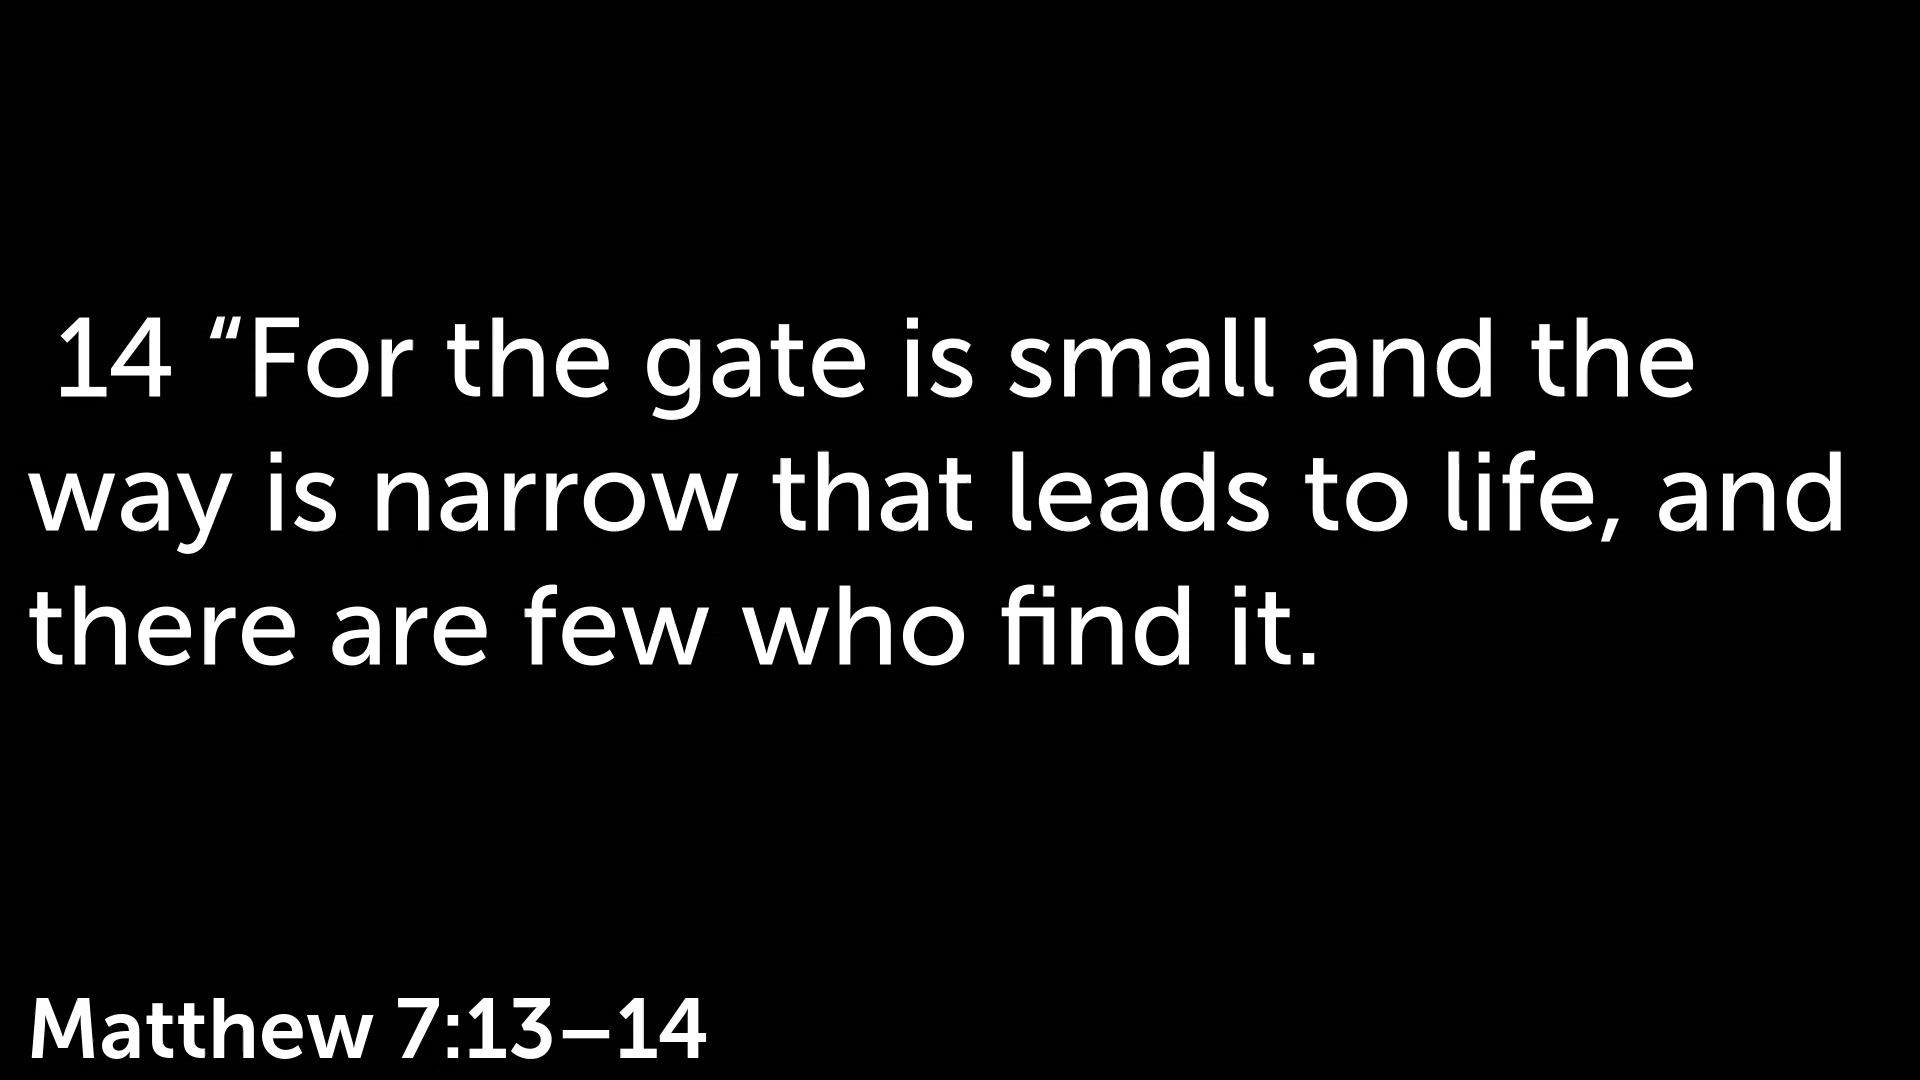 14 “For the gate is small and the
way is narrow that leads to life, and
there are few who find it.
Matthew 7:13–14